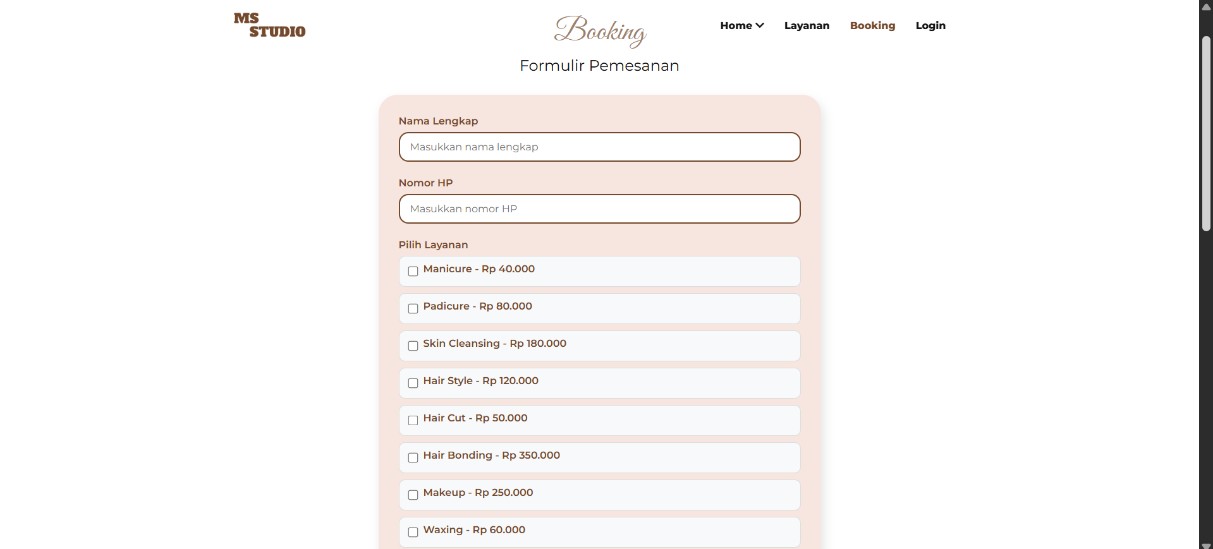 MS
STUDIO
Booking
Home
Layanan
Booking
Login
Formulir Pemesanan
Nama Lengkap
Masukkan nama lengkap
Nomor HP
Masukkan nomor HP
Pilih Layanan
Manicure - Rp 40.000
Padicure - Rp 80.000
Skin Cleansing - Rp 180.000
Hair Style - Rp 120.000
Hair Cut - Rp 50.000
Hair Bonding - Rp 350.000
Makeup - Rp 250.000
Waxing - Rp 60.000